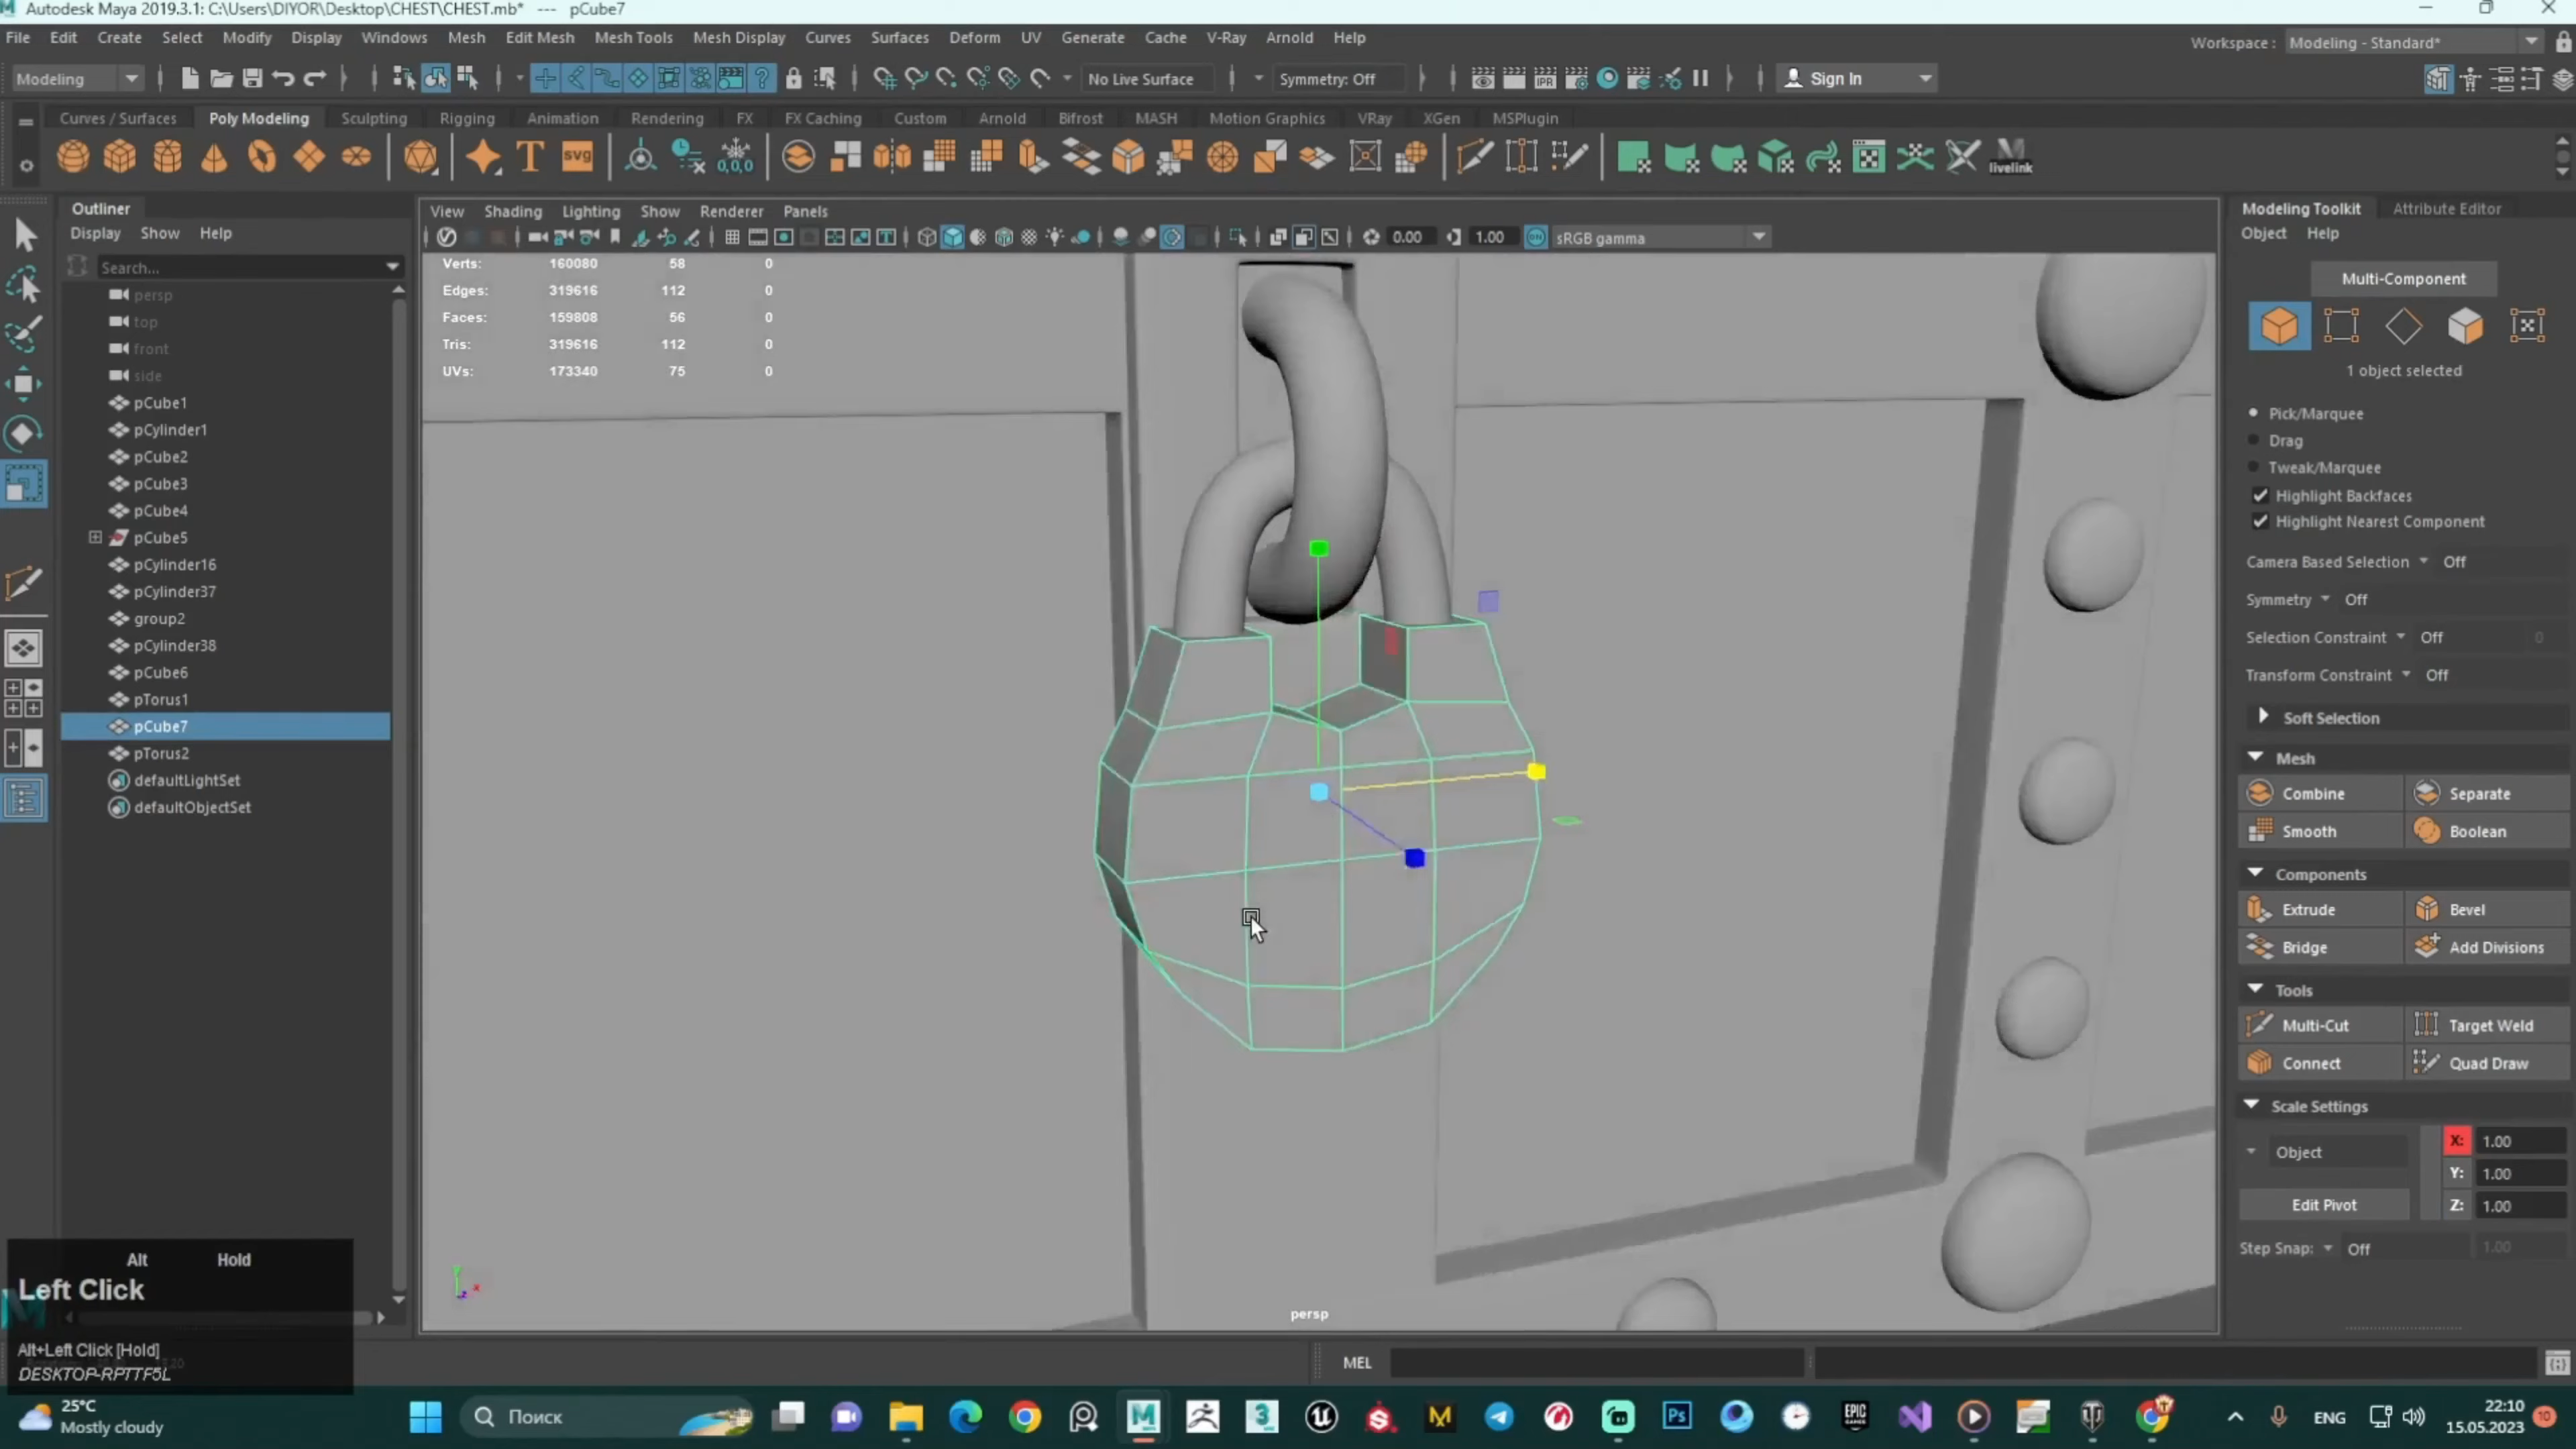 Autodesk Maya 2019.3.1: C:\Users\DIYOR\Desktop\CHEST\CHEST.mb* --- pCube7
File Edit Create Select Modify Display Windows Mesh Edit Mesh Mesh Tools Mesh Display Curves Surfaces Deform UV Generate Cache V-Ray Arnold Help
Workspace : Modeling - Standard*
Modeling
No Live Surface
Symmetry: Off
Sign In
Curves / Surfaces Poly Modeling Sculpting Rigging Animation Rendering FX FX Caching Custom Arnold Bifrost MASH Motion Graphics VRay XGen MSPlugin
T SVG 0,0,0 livelink
Outliner
Display Show Help
Search...
persp
top
front
side
pCube1
pCylinder1
pCube2
pCube3
pCube4
pCube5
pCylinder16
pCylinder37
group2
pCylinder38
pCube6
pTorus1
pCube7
pTorus2
defaultLightSet
defaultObjectSet
View Shading Lighting Show Renderer Panels
0.00 1.00 ON sRGB gamma
Verts: 160080 58 0
Edges: 319616 112 0
Faces: 159808 56 0
Tris: 319616 112 0
UVs: 173340 75 0
persp
Modeling Toolkit Attribute Editor
Object Help
Multi-Component
1 object selected
Pick/Marquee
Drag
Tweak/Marquee
Highlight Backfaces
Highlight Nearest Component
Camera Based Selection Off
Symmetry Off
Selection Constraint Off 0
Transform Constraint Off
Soft Selection
Mesh
Combine Separate
Smooth Boolean
Components
Extrude Bevel
Bridge Add Divisions
Tools
Multi-Cut Target Weld
Connect Quad Draw
Scale Settings
Object
X: 1.00
Y: 1.00
Edit Pivot
Z: 1.00
Step Snap: Off 1.00
Alt Hold
Left Click
Alt+Left Click [Hold]
DESKTOP-RPTTF5L
MEL
25°C
Mostly cloudy
Поиск
ENG
22:10
15.05.2023
10